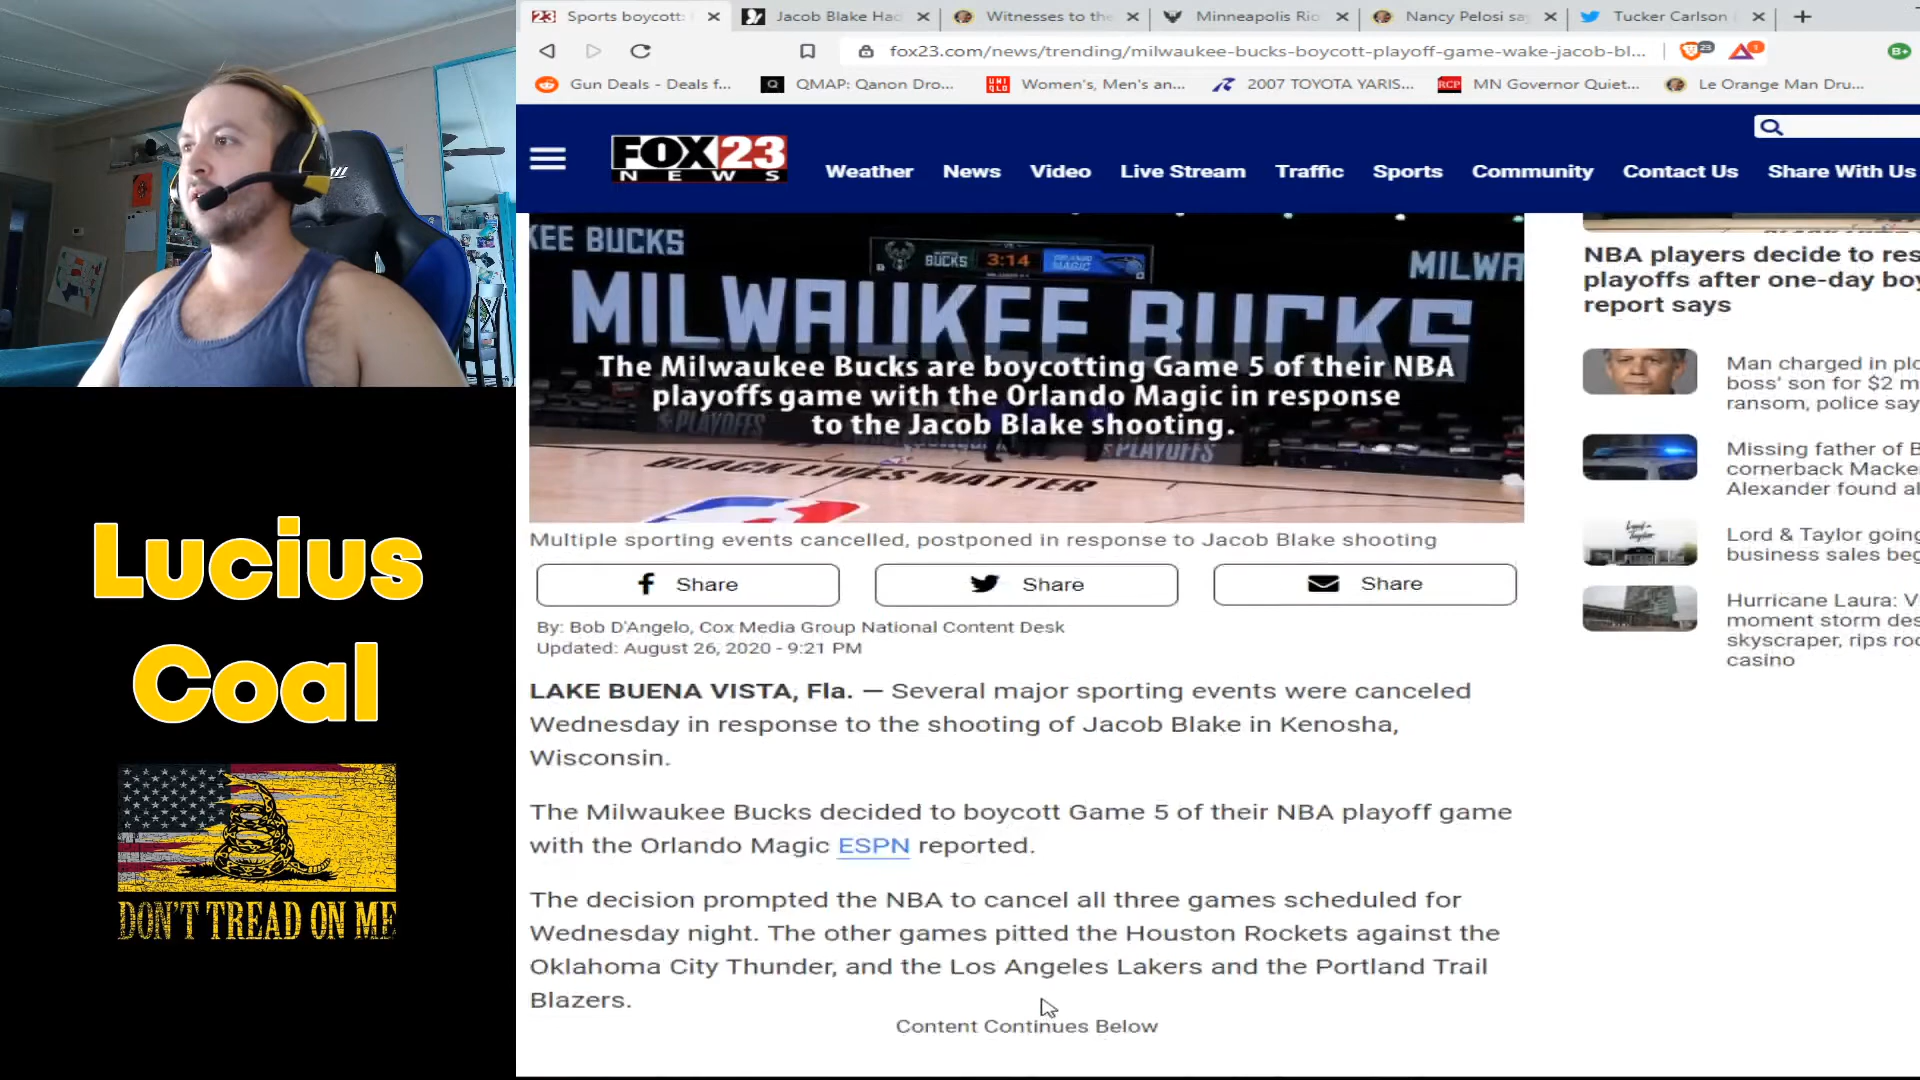 Sports boycott:
Jacob Blake Had
Witnesses to the
Minneapolis Rio
Nancy Pelosi sa
Tucker Carlson
fox23.com/news/trending/milwaukee-bucks-boycott-playoff-game-wake-jacob-bl...
Gun Deals - Deals f...
QMAP: Qanon Dro...
Women's, Men's an...
2007 TOYOTA YARIS...
MN Governor Quiet...
Le Orange Man Dru...
FOX23
NEWS
Weather
News
Video
Live Stream
Traffic
Sports
Community
Contact Us
Share With Us
KEE BUCKS
BUCKS 3:14
MILWA
MILWAUKEE BUCKS
The Milwaukee Bucks are boycotting Game 5 of their NBA
playoffs game with the Orlando Magic in response
to the Jacob Blake shooting.
PLAYOFFS
PLAYOFFS
BLACK LIVES MATTER
Multiple sporting events cancelled, postponed in response to Jacob Blake shooting
Share
Share
Share
By: Bob D'Angelo, Cox Media Group National Content Desk
Updated: August 26, 2020 - 9:21 PM
LAKE BUENA VISTA, Fla. — Several major sporting events were canceled
Wednesday in response to the shooting of Jacob Blake in Kenosha,
Wisconsin.
The Milwaukee Bucks decided to boycott Game 5 of their NBA playoff game
with the Orlando Magic ESPN reported.
The decision prompted the NBA to cancel all three games scheduled for
Wednesday night. The other games pitted the Houston Rockets against the
Oklahoma City Thunder, and the Los Angeles Lakers and the Portland Trail
Blazers.
Content Continues Below
NBA players decide to res
playoffs after one-day boy
report says
Man charged in plo
boss' son for $2 m
ransom, police say
Missing father of B
cornerback Macke
Alexander found al
Lord & Taylor going
business sales beg
Hurricane Laura: V
moment storm des
skyscraper, rips roo
casino
Lucius
Coal
DON'T TREAD ON ME